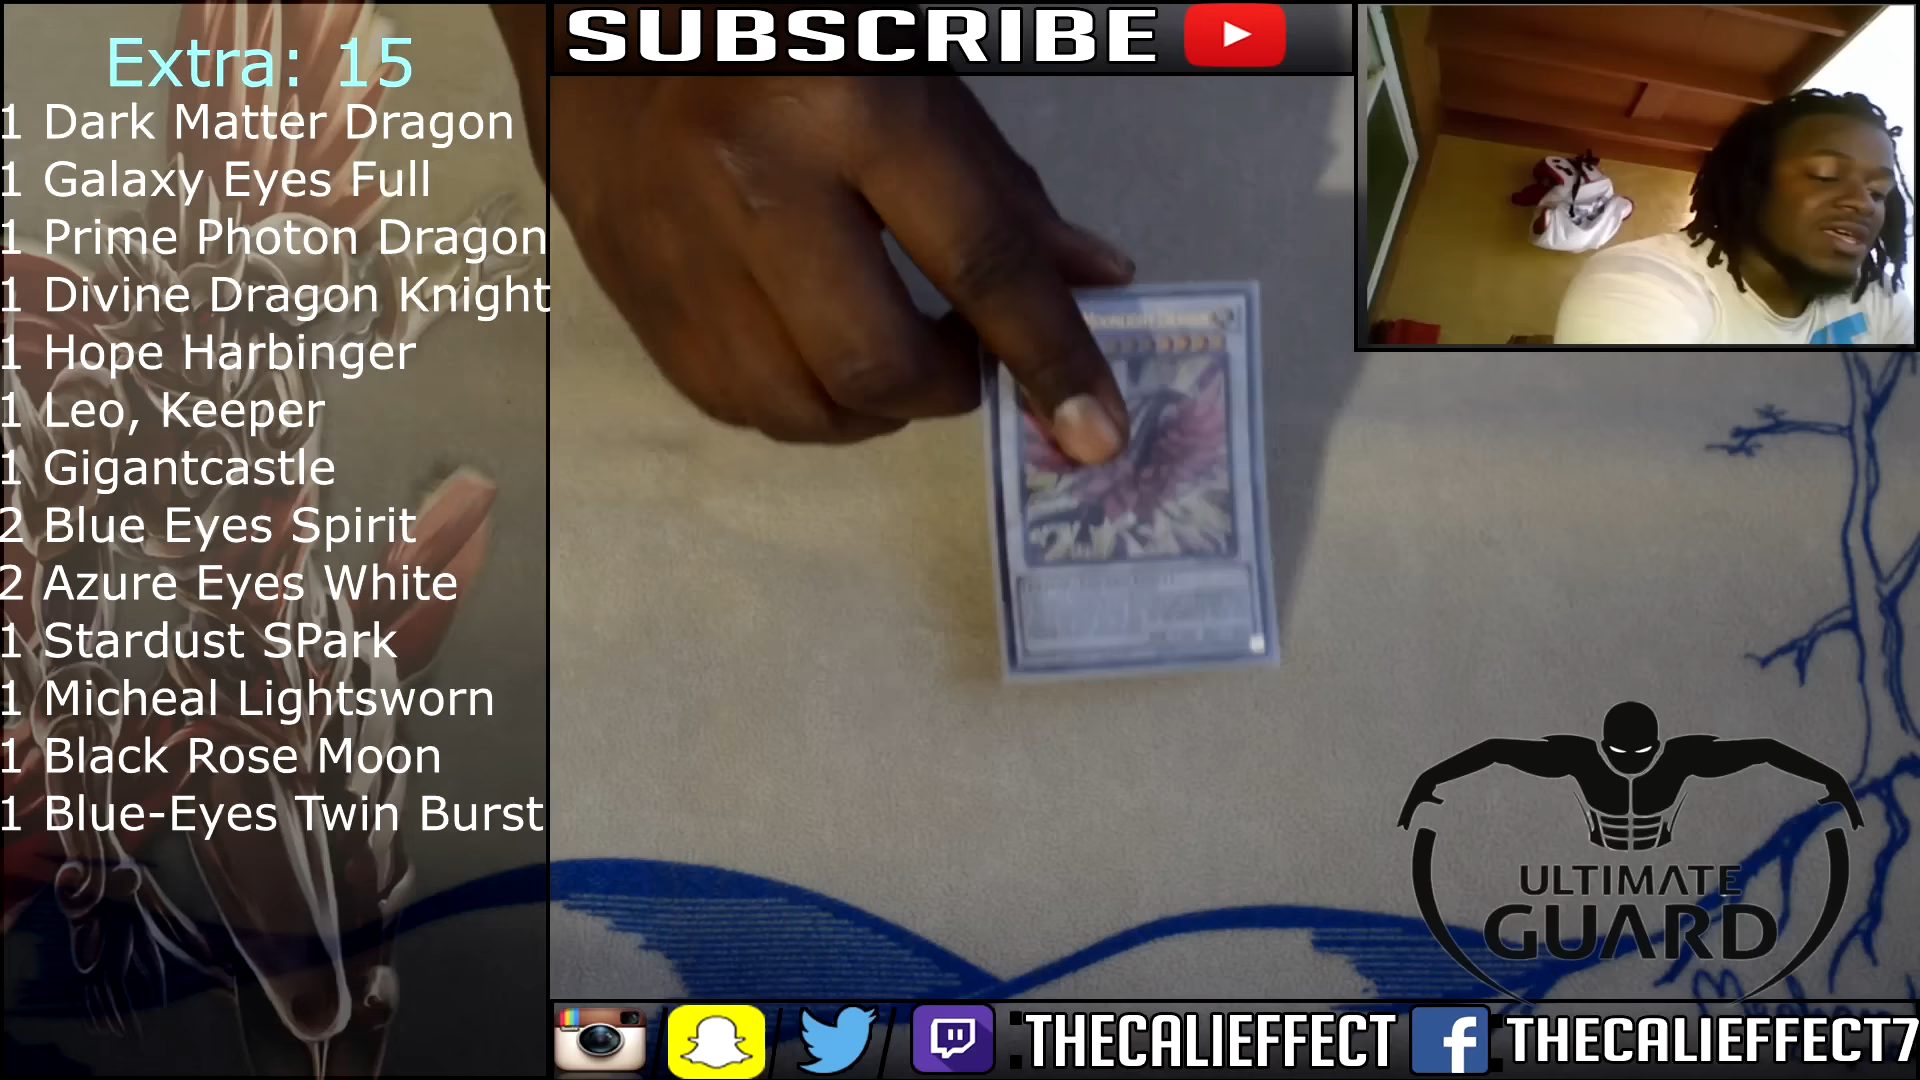 Extra: 15
1 Dark Matter Dragon
1 Galaxy Eyes Full
1 Prime Photon Dragon
1 Divine Dragon Knight
1 Hope Harbinger
1 Leo, Keeper
1 Gigantcastle
2 Blue Eyes Spirit
2 Azure Eyes White
1 Stardust SPark
1 Micheal Lightsworn
1 Black Rose Moon
1 Blue-Eyes Twin Burst
SUBSCRIBE
Moonlight Dragon
ULTIMATE
GUARD
:THECALIEFFECT
:THECALIEFFECT7